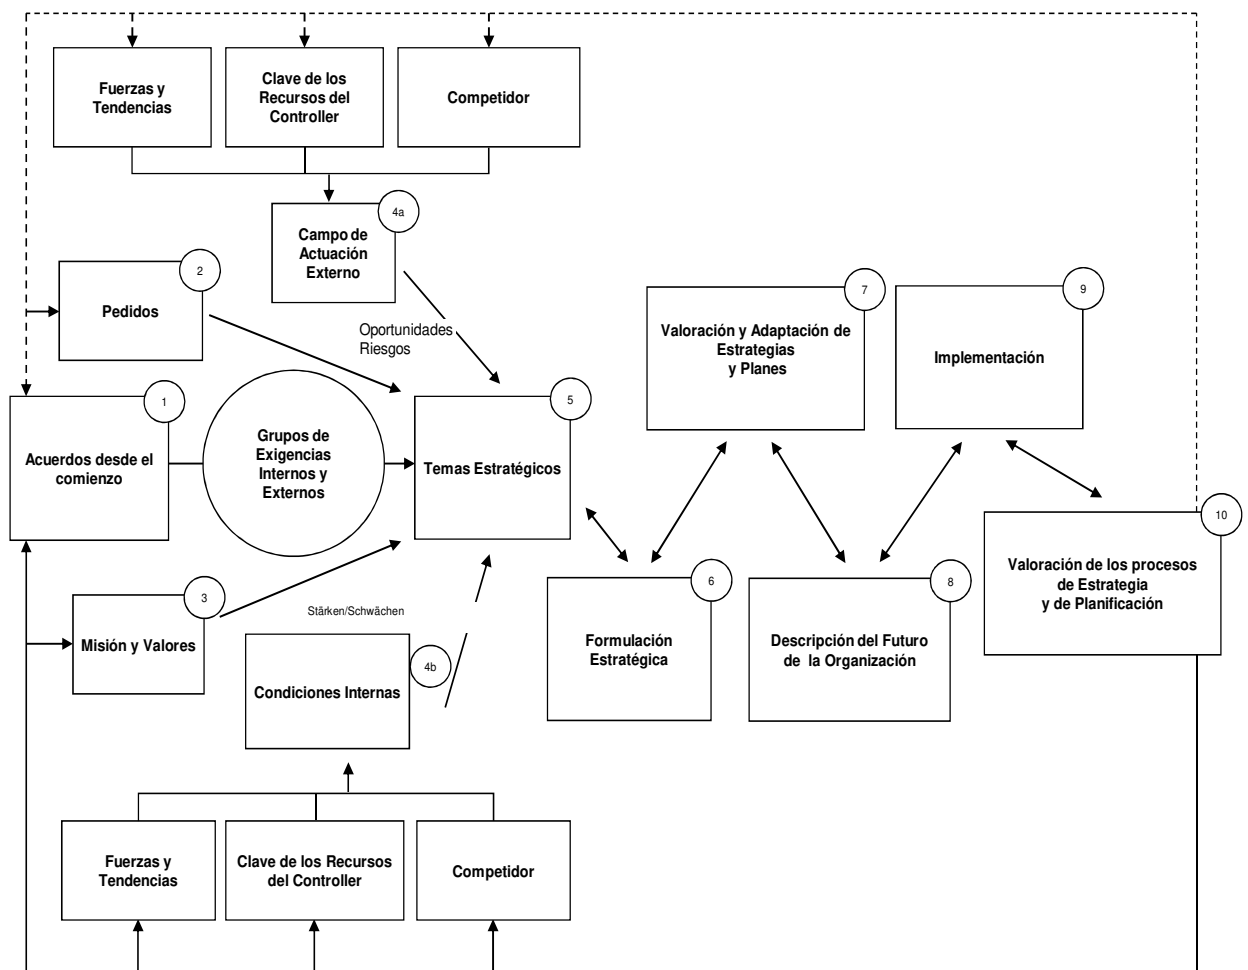 Fuerzas y
Tendencias
Clave de los
Recursos del
Controller
Competidor
4a
Campo de
Actuación
Externo
2
Pedidos
Oportunidades
Riesgos
7
Valoración y Adaptación de
Estrategias
y Planes
9
Implementación
1
Acuerdos desde el
comienzo
Grupos de
Exigencias
Internos y
Externos
5
Temas Estratégicos
3
Misión y Valores
Stärken/Schwächen
4b
Condiciones Internas
6
Formulación
Estratégica
8
Descripción del Futuro
de la Organización
10
Valoración de los procesos
de Estrategia
y de Planificación
Fuerzas y
Tendencias
Clave de los Recursos
del Controller
Competidor